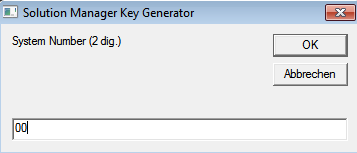 Solution Manager Key Generator
System Number (2 dig.)
OK
Abbrechen
00